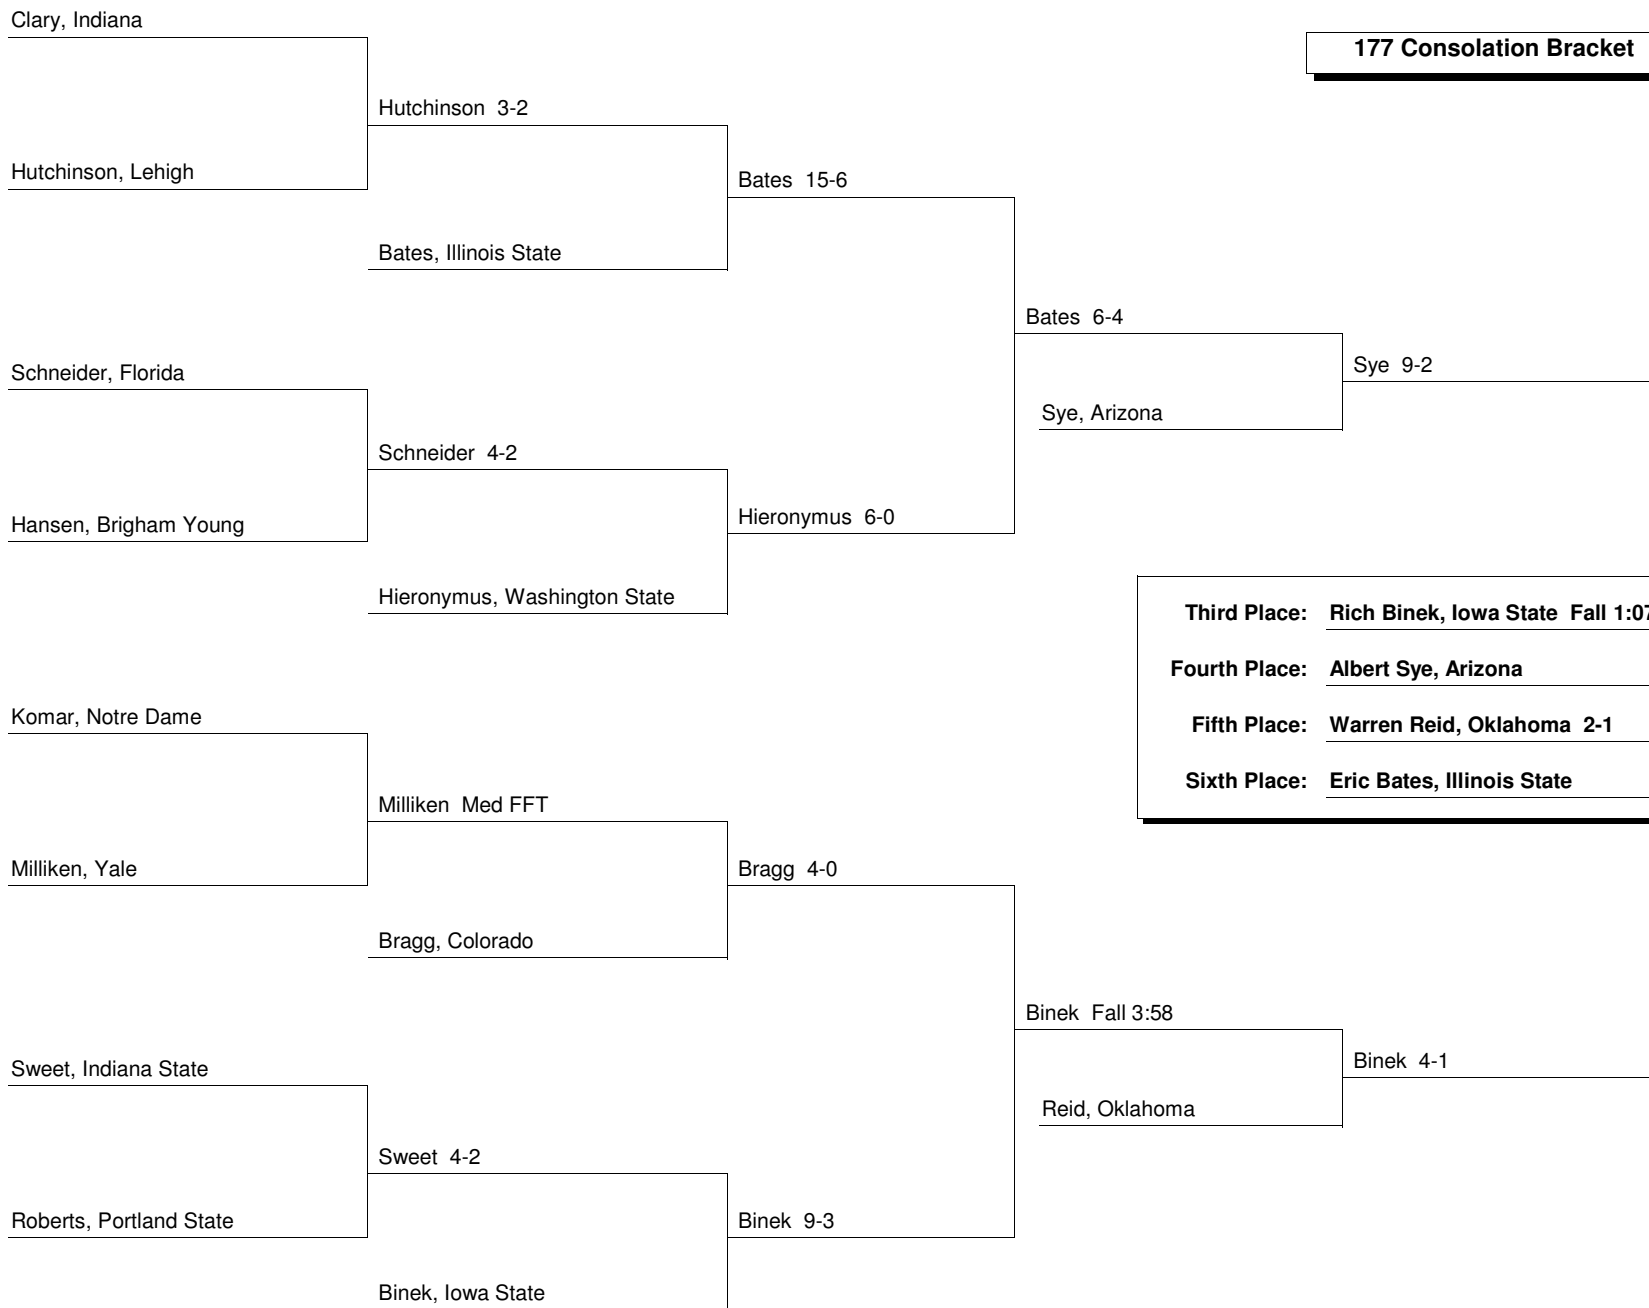 Clary, Indiana
177 Consolation Bracket
Hutchinson 3-2
Hutchinson, Lehigh
Bates 15-6
Bates, Illinois State
Bates 6-4
Schneider, Florida
Sye 9-2
Sye, Arizona
Schneider 4-2
Hansen, Brigham Young
Hieronymus 6-0
Hieronymus, Washington State
Third Place: Rich Binek, Iowa State Fall 1:07
Fourth Place: Albert Sye, Arizona
Fifth Place: Warren Reid, Oklahoma 2-1
Sixth Place: Eric Bates, Illinois State
Komar, Notre Dame
Milliken Med FFT
Milliken, Yale
Bragg 4-0
Bragg, Colorado
Binek Fall 3:58
Sweet, Indiana State
Binek 4-1
Reid, Oklahoma
Sweet 4-2
Roberts, Portland State
Binek 9-3
Binek, Iowa State